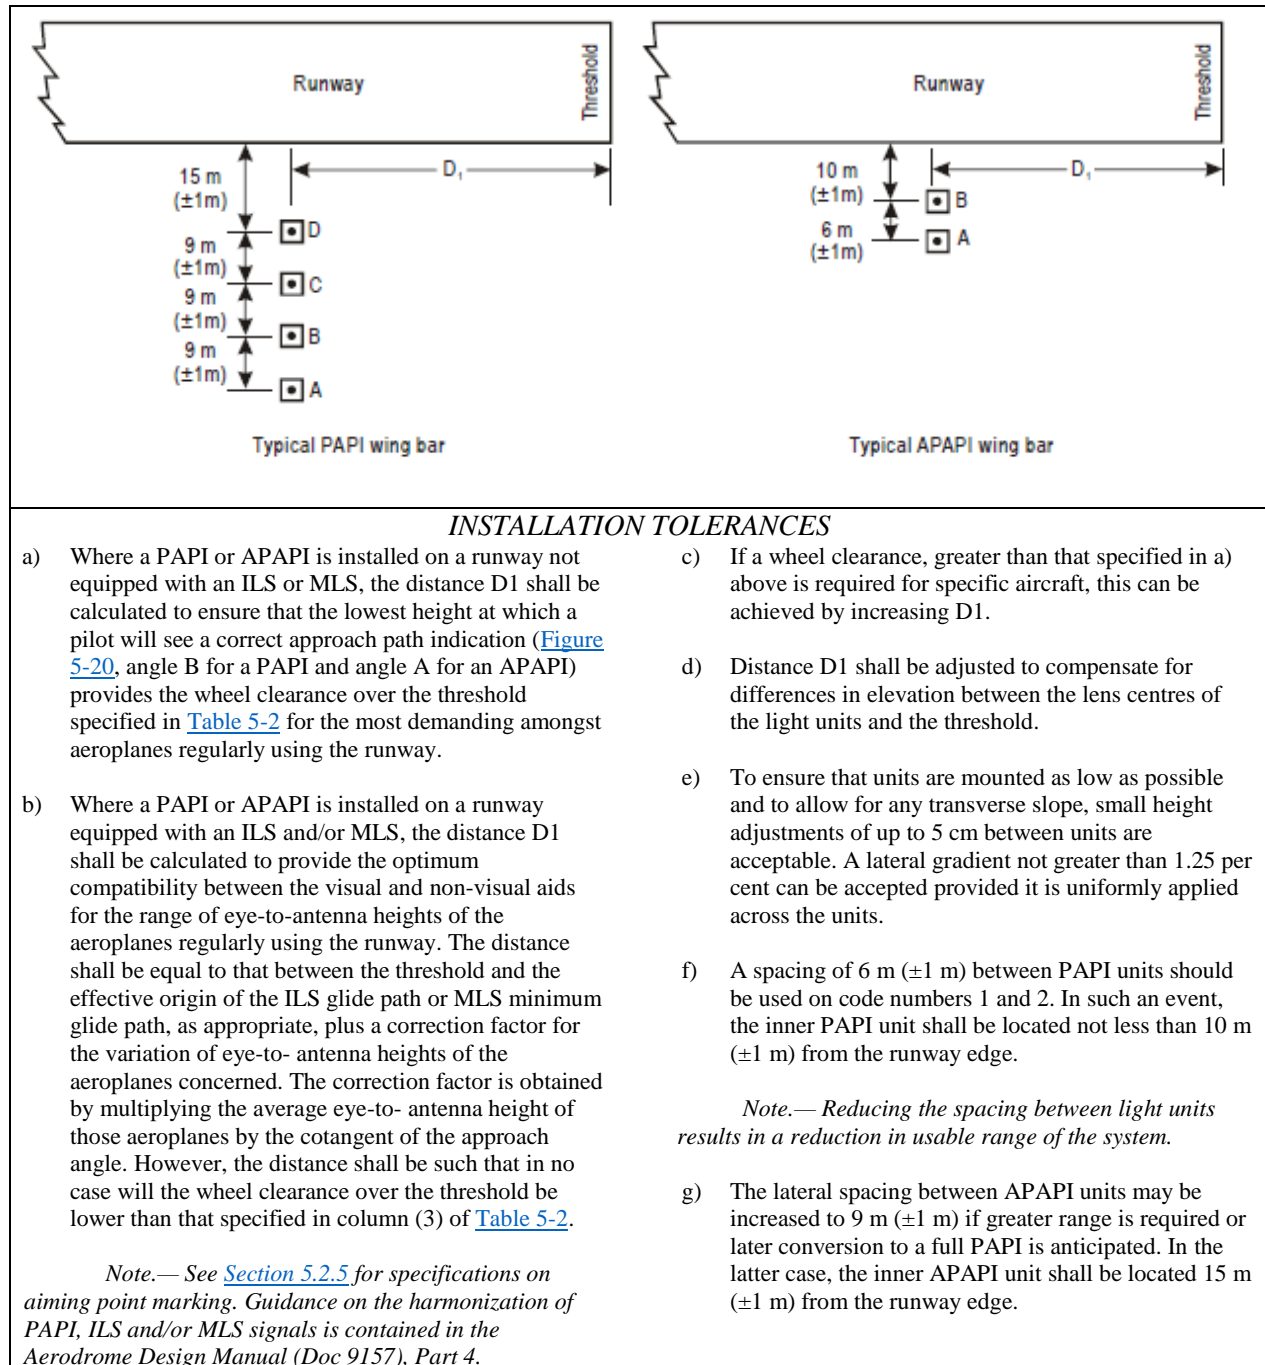 Runway
Threshold
15 m
(±1m)
D₁
D
9 m
(±1m)
C
9 m
(±1m)
B
9 m
(±1m)
A
Typical PAPI wing bar
Runway
Threshold
10 m
(±1m)
D₁
B
6 m
(±1m)
A
Typical APAPI wing bar
INSTALLATION TOLERANCES
a) Where a PAPI or APAPI is installed on a runway not
equipped with an ILS or MLS, the distance D1 shall be
calculated to ensure that the lowest height at which a
pilot will see a correct approach path indication (Figure
5-20, angle B for a PAPI and angle A for an APAPI)
provides the wheel clearance over the threshold
specified in Table 5-2 for the most demanding amongst
aeroplanes regularly using the runway.
b) Where a PAPI or APAPI is installed on a runway
equipped with an ILS and/or MLS, the distance D1
shall be calculated to provide the optimum
compatibility between the visual and non-visual aids
for the range of eye-to-antenna heights of the
aeroplanes regularly using the runway. The distance
shall be equal to that between the threshold and the
effective origin of the ILS glide path or MLS minimum
glide path, as appropriate, plus a correction factor for
the variation of eye-to- antenna heights of the
aeroplanes concerned. The correction factor is obtained
by multiplying the average eye-to- antenna height of
those aeroplanes by the cotangent of the approach
angle. However, the distance shall be such that in no
case will the wheel clearance over the threshold be
lower than that specified in column (3) of Table 5-2.
Note.— See Section 5.2.5 for specifications on
aiming point marking. Guidance on the harmonization of
PAPI, ILS and/or MLS signals is contained in the
Aerodrome Design Manual (Doc 9157), Part 4.
c) If a wheel clearance, greater than that specified in a)
above is required for specific aircraft, this can be
achieved by increasing D1.
d) Distance D1 shall be adjusted to compensate for
differences in elevation between the lens centres of
the light units and the threshold.
e) To ensure that units are mounted as low as possible
and to allow for any transverse slope, small height
adjustments of up to 5 cm between units are
acceptable. A lateral gradient not greater than 1.25 per
cent can be accepted provided it is uniformly applied
across the units.
f) A spacing of 6 m (±1 m) between PAPI units should
be used on code numbers 1 and 2. In such an event,
the inner PAPI unit shall be located not less than 10 m
(±1 m) from the runway edge.
Note.— Reducing the spacing between light units
results in a reduction in usable range of the system.
g) The lateral spacing between APAPI units may be
increased to 9 m (±1 m) if greater range is required or
later conversion to a full PAPI is anticipated. In the
latter case, the inner APAPI unit shall be located 15 m
(±1 m) from the runway edge.